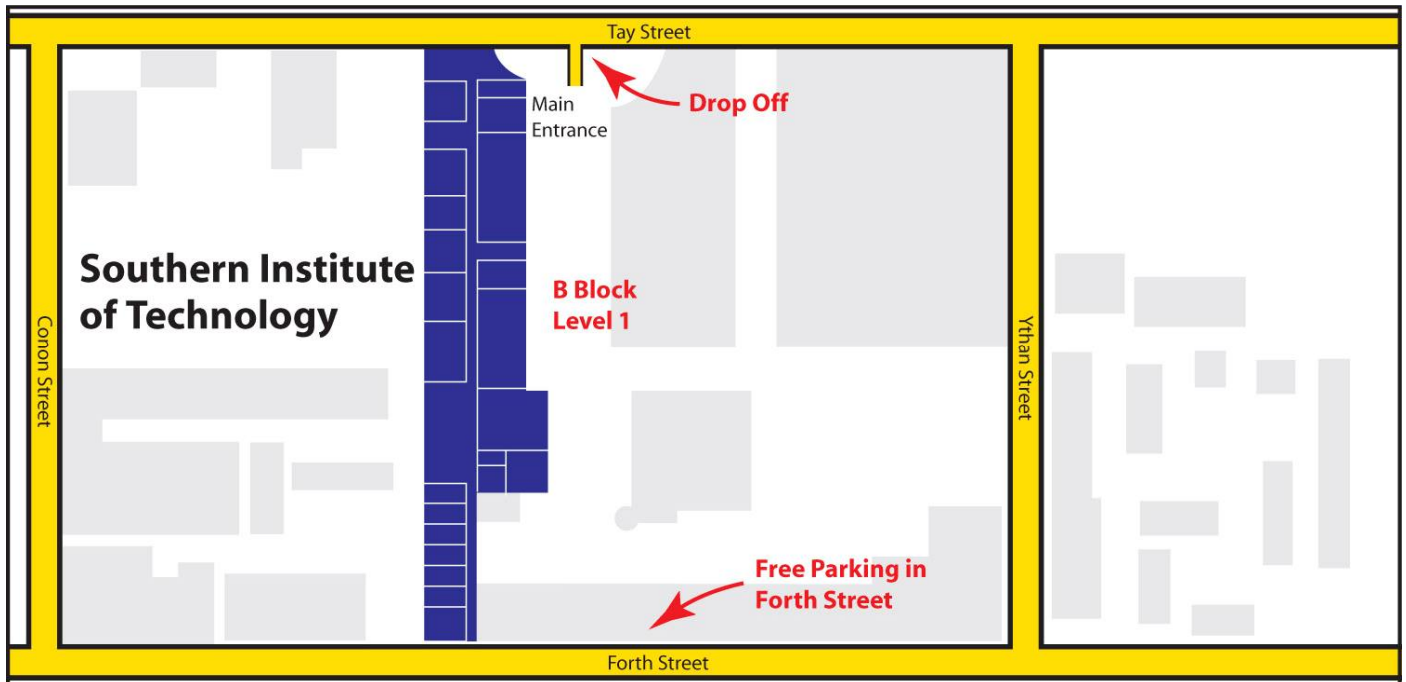 Tay Street
Main
Entrance
Drop Off
Southern Institute
of Technology
B Block
Level 1
Conon Street
Ythan Street
Free Parking in
Forth Street
Forth Street